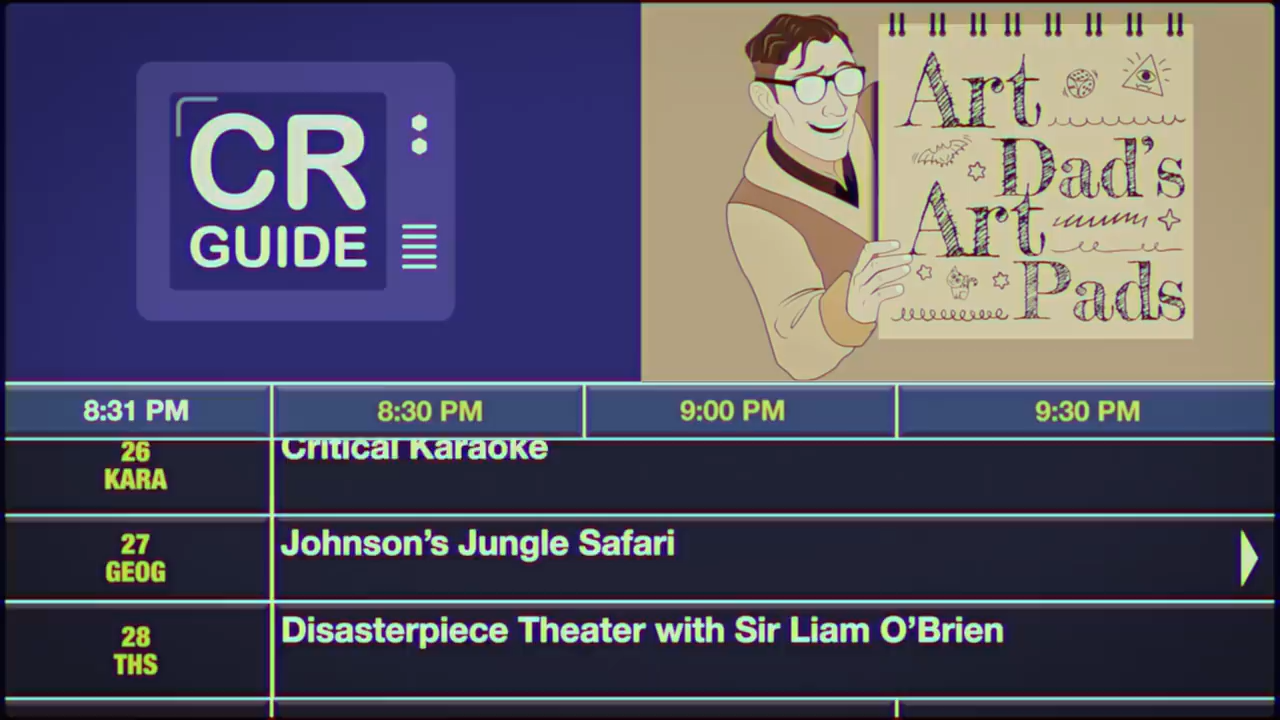 CR
GUIDE
Art
Dad's
Art
Pads
8:31 PM
8:30 PM
9:00 PM
9:30 PM
26
KARA
Critical Karaoke
27
GEOG
Johnson’s Jungle Safari
28
THS
Disasterpiece Theater with Sir Liam O’Brien